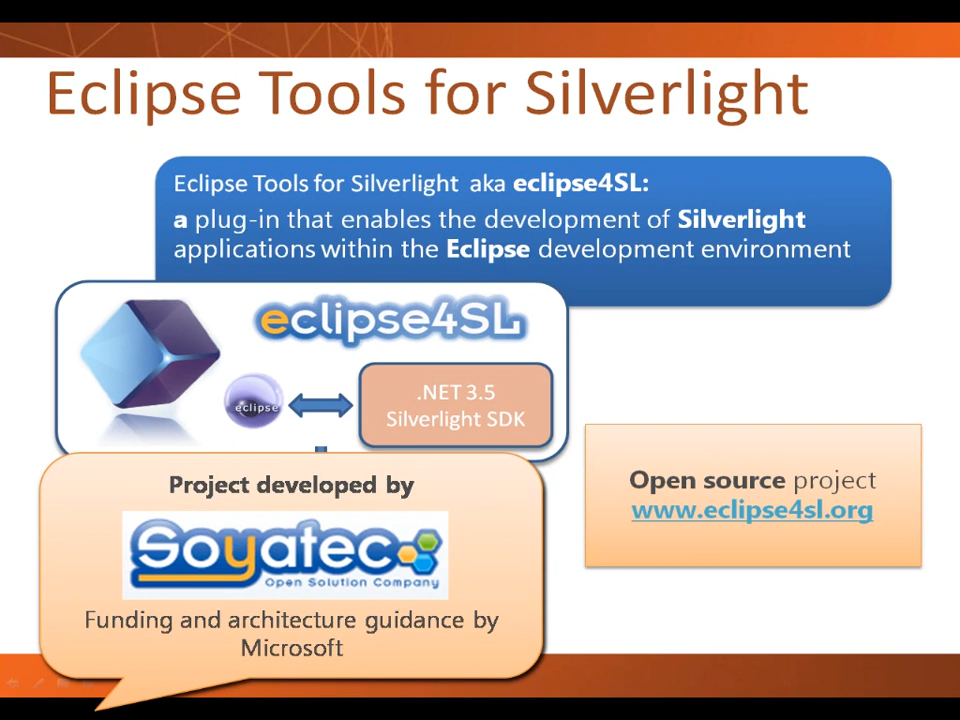 Eclipse Tools for Silverlight
Eclipse Tools for Silverlight aka eclipse4SL:
a plug-in that enables the development of Silverlight
applications within the Eclipse development environment
eclipse4SL
eclipse
.NET 3.5
Silverlight SDK
Project developed by
Soyatec
Open Solution Company
Funding and architecture guidance by
Microsoft
Open source project
www.eclipse4sl.org